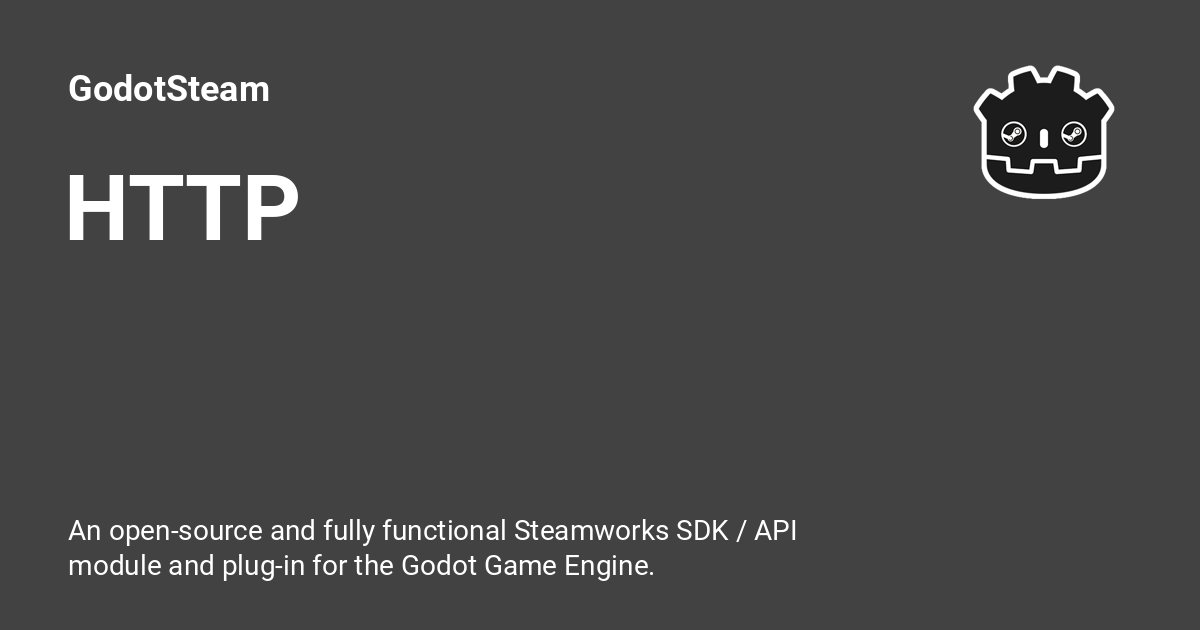 GodotSteam
HTTP
An open-source and fully functional Steamworks SDK / API
module and plug-in for the Godot Game Engine.